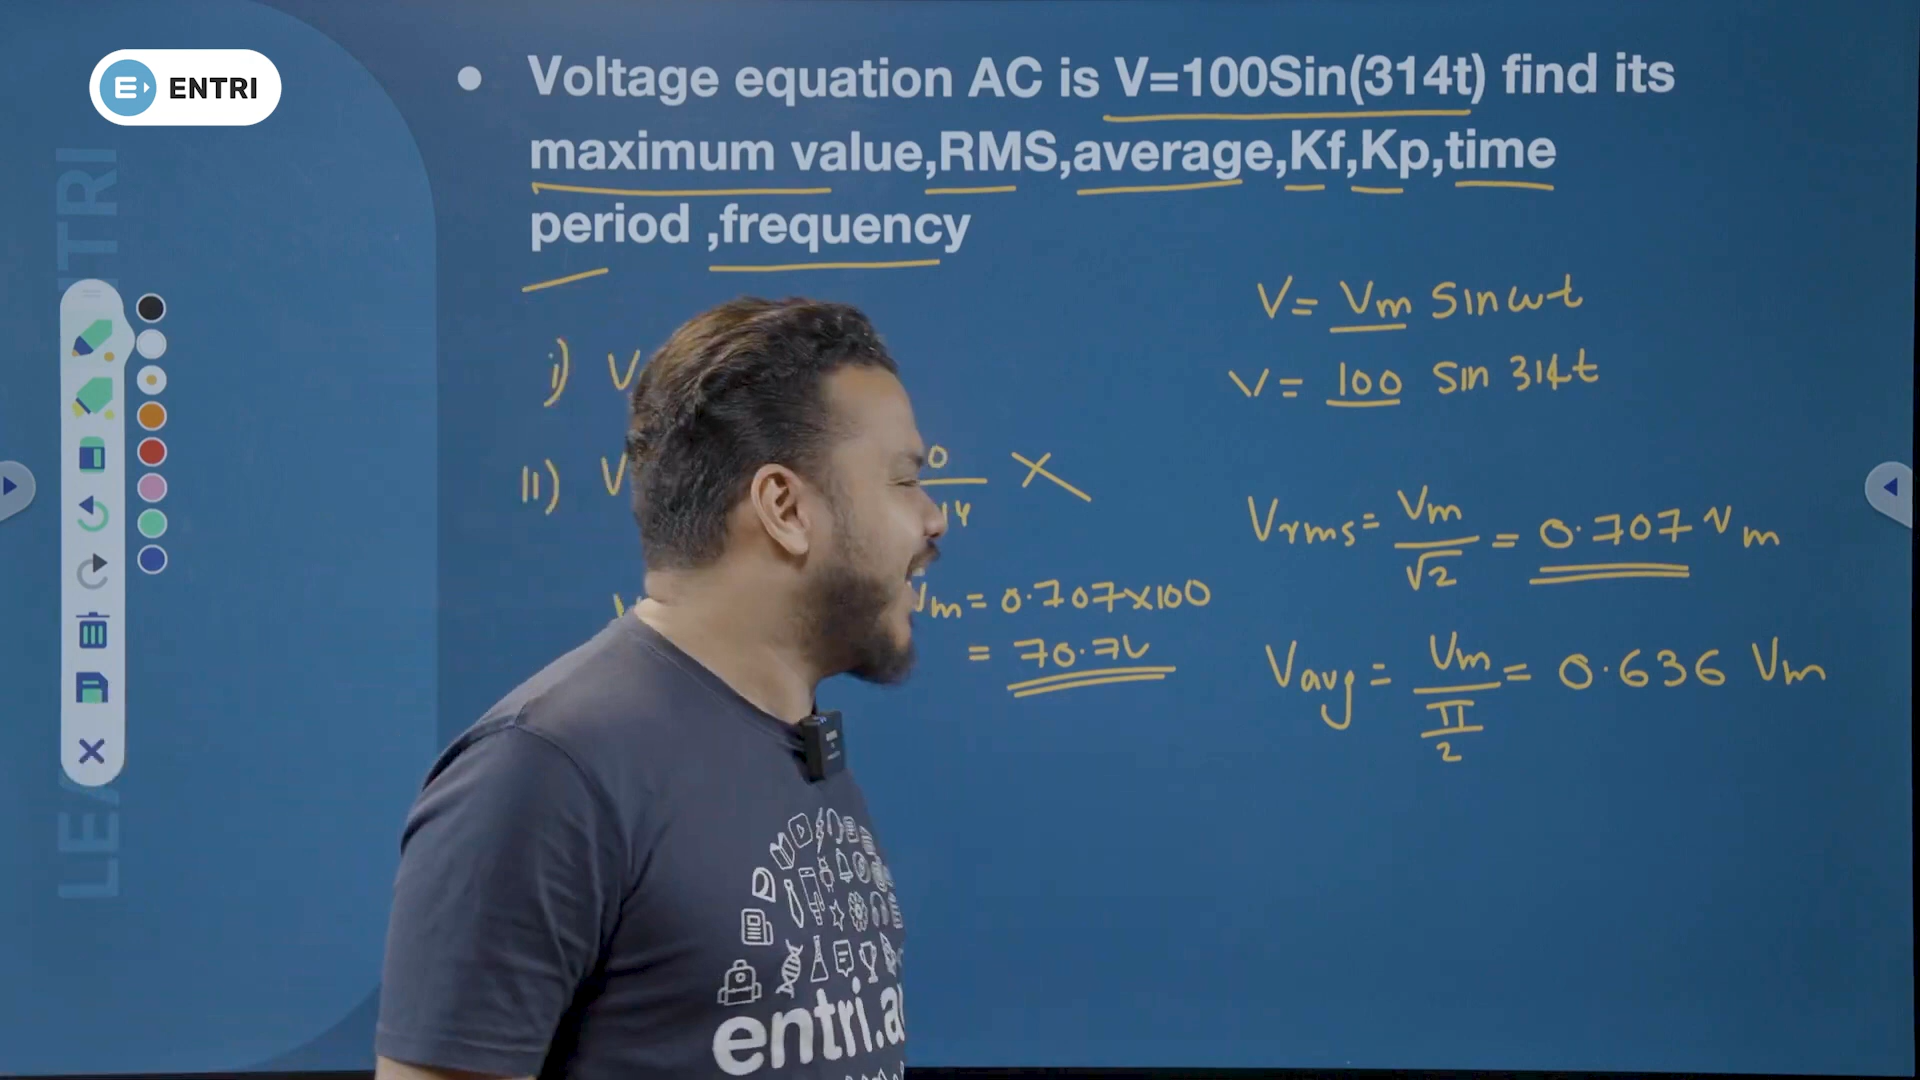 ENTRI
• Voltage equation AC is V=100Sin(314t) find its
maximum value,RMS,average,Kf,Kp,time
period ,frequency
V = Vm Sin ωt
i) V
V = 100 Sin 314t
11) V
Vrms = Vm/√2 = 0.707 Vm
Vm = 0.707×100
= 70.7V
Vavg = Vm/(π/2) = 0.636 Vm
entri.a